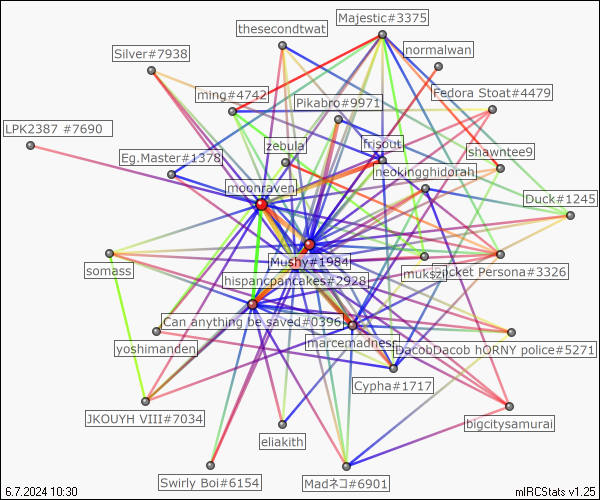 Majestic#3375
thesecondtwat
normalwan
Silver#7938
Fedora Stoat#4479
ming#4742
Pikabro#9971
LPK2387 #7690
zebula
frisout
shawntee9
Eg.Master#1378
neokingghidorah
moonraven
Duck#1245
Mushy#1984
somass
mukszi
Pocket Persona#3326
hispancpancakes#2928
Can anything be saved#0396
yoshimanden
marcemadness
DacobDacob hORNY police#5271
Cypha#1717
JKOUYH VIII#7034
bigcitysamurai
eliakith
Swirly Boi#6154
Madネコ#6901
6.7.2024 10:30
mIRCStats v1.25